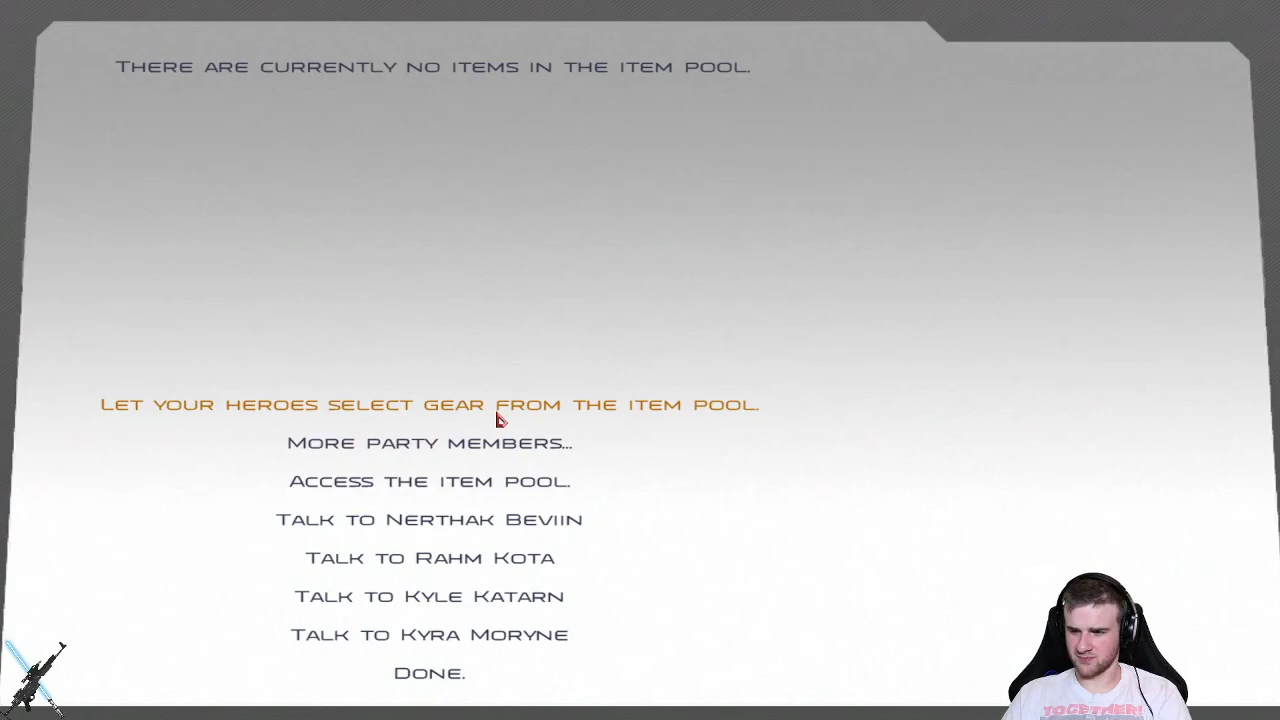 There are currently no items in the item pool.
Let your heroes select gear from the item pool.
More party members...
Access the item pool.
Talk to Nerthak Beviin
Talk to Rahm Kota
Talk to Kyle Katarn
Talk to Kyra Moryne
Done.
TOGETHER!